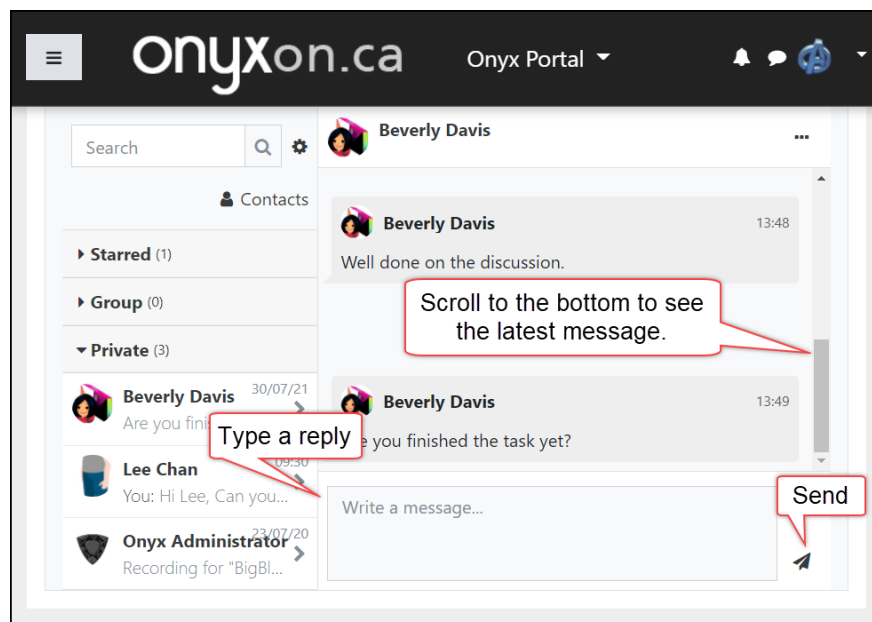 onyxon.ca
Onyx Portal
Search
Contacts
Starred (1)
Group (0)
Private (3)
Beverly Davis
30/07/21
Are you fini
Lee Chan
09:30
You: Hi Lee, Can you...
Onyx Administrator
23/07/20
Recording for "BigBl...
Beverly Davis
Beverly Davis
13:48
Well done on the discussion.
Scroll to the bottom to see
the latest message.
Beverly Davis
13:49
you finished the task yet?
Type a reply
Write a message...
Send